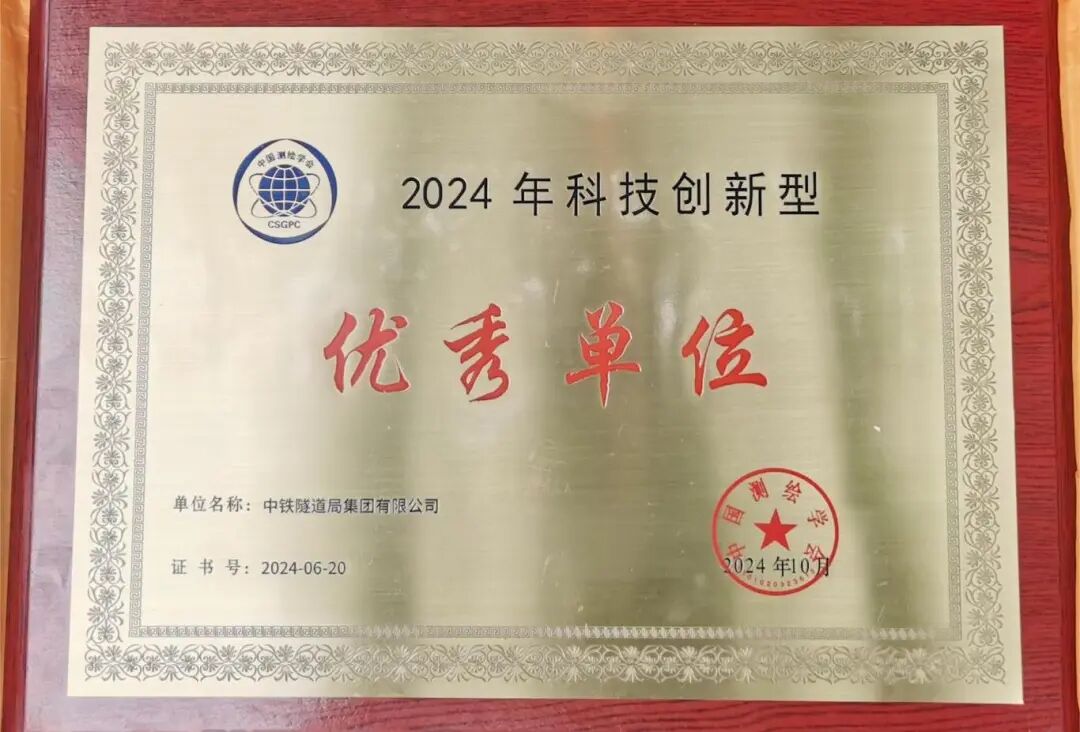 中国测绘学会
CSGPC
2024 年科技创新型
优秀单位
单位名称：中铁隧道局集团有限公司
证 书 号：2024-06-20
中国测绘学会
2024 年10月